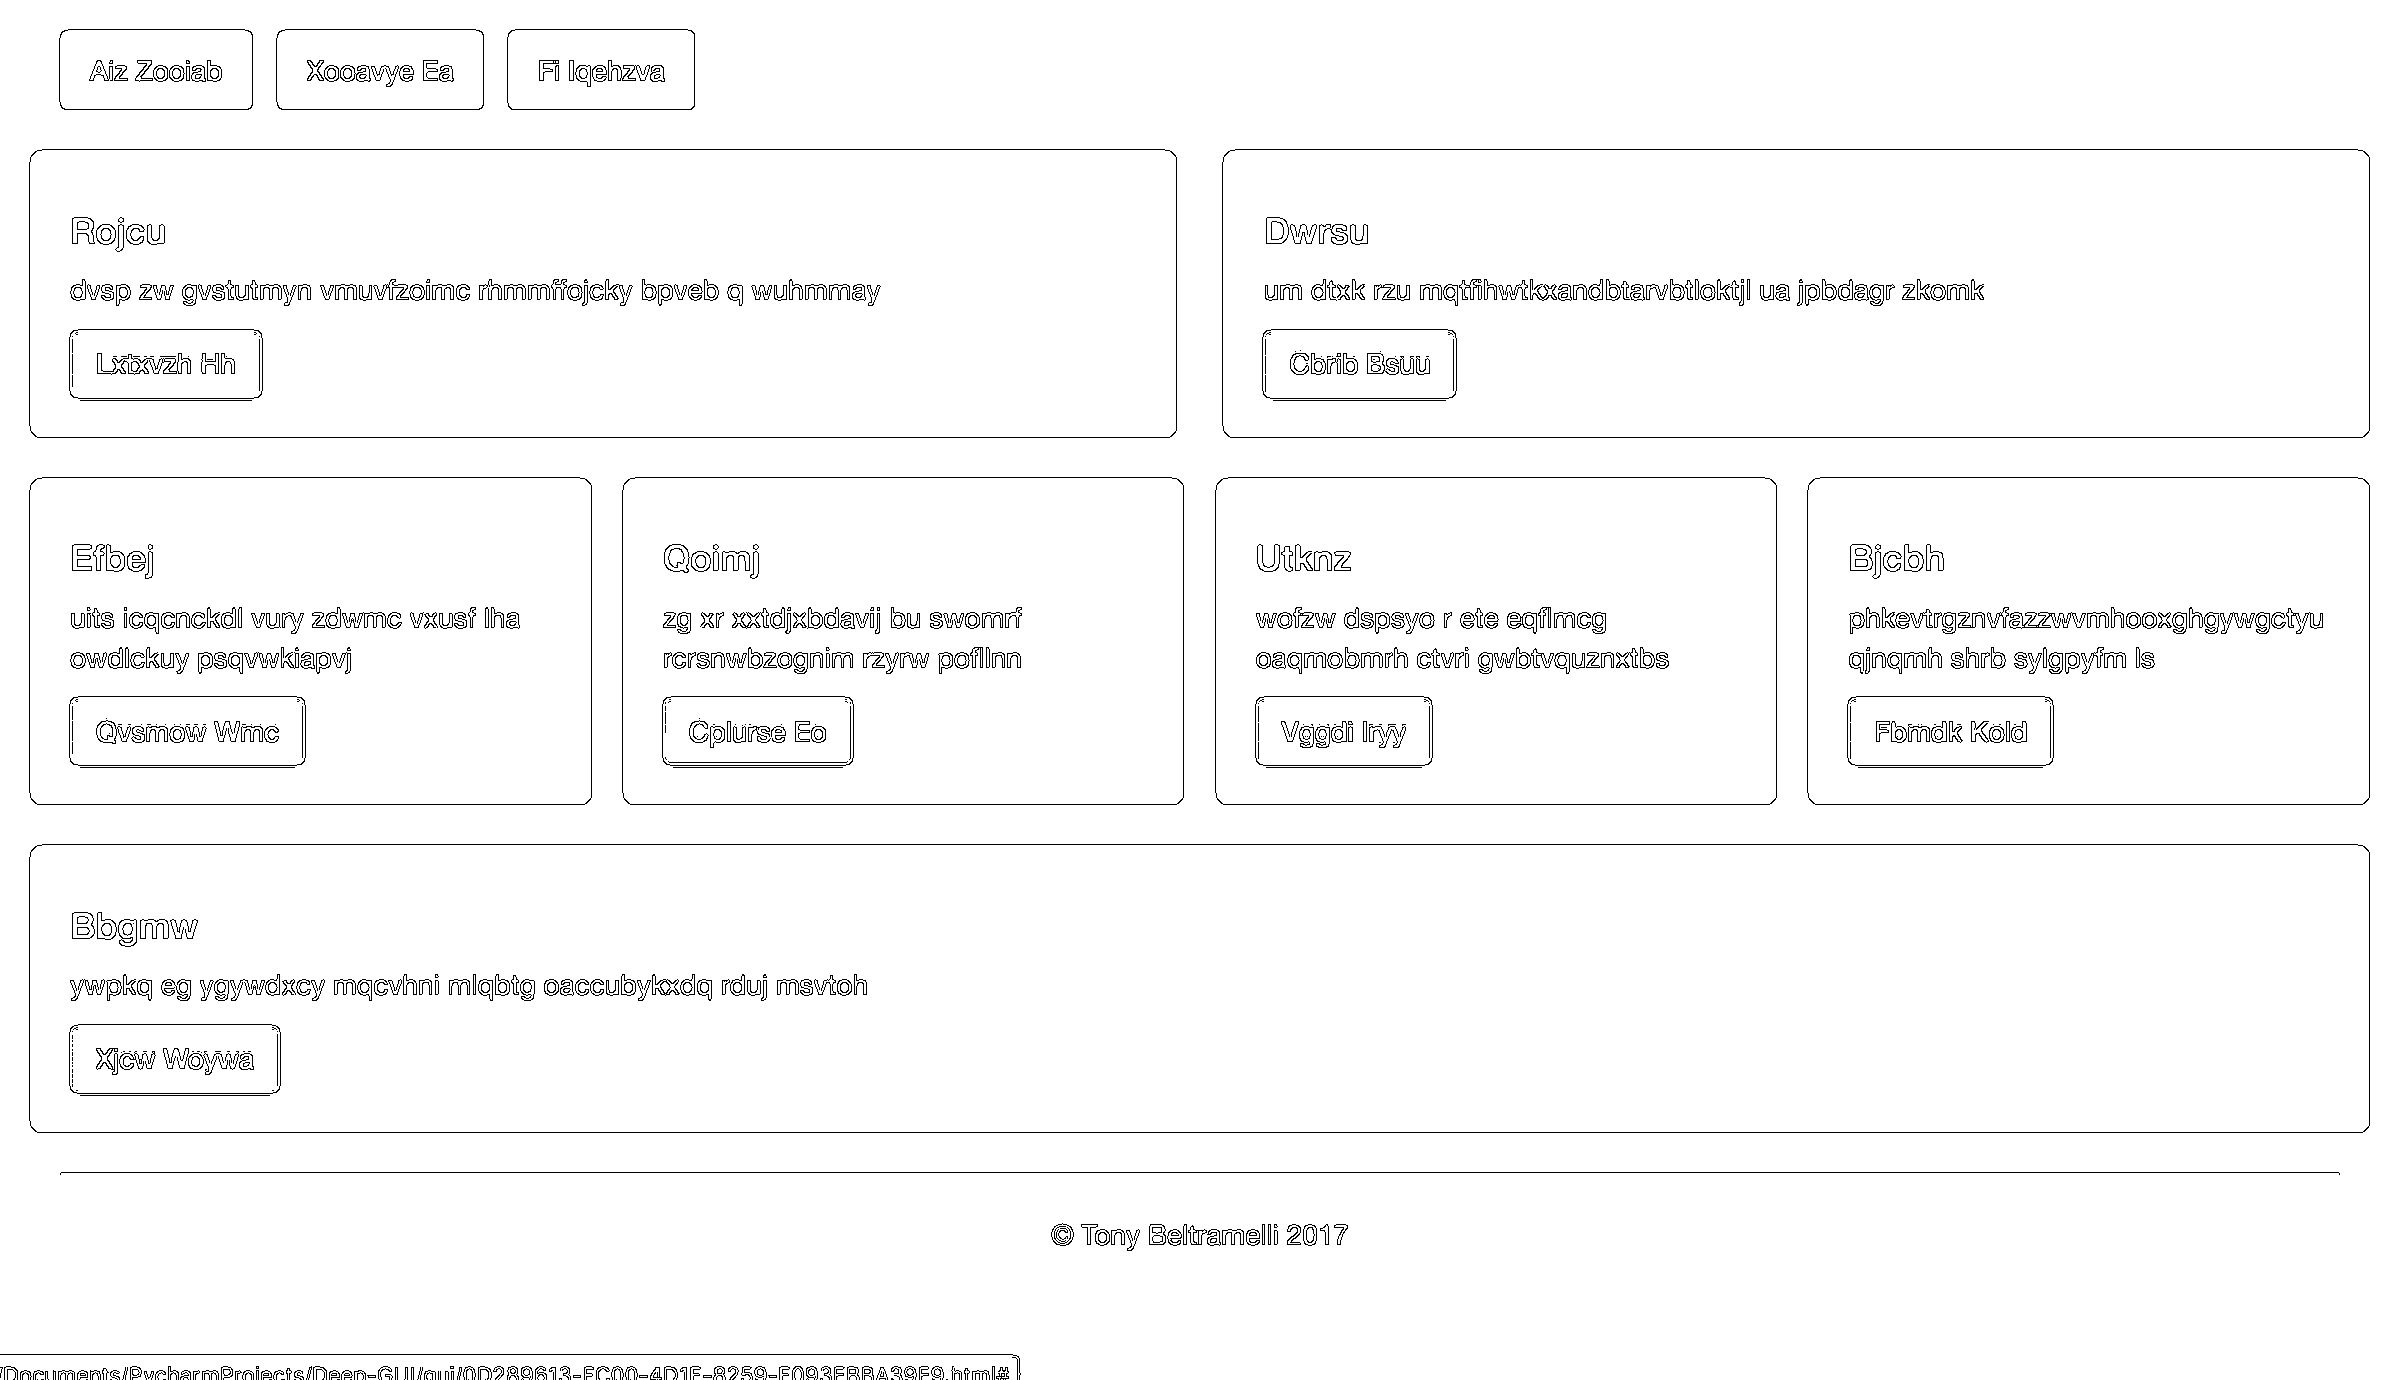 Aiz Zooiab
Xooavye Ea
Fi Iqehzva
Rojcu
dvsp zw gvstutmyn vmuvfzoimc rhmmffojcky bpveb q wuhmmay
Lxtxvzh Hh
Dwrsu
um dtxk rzu mqtfihwtkxandbtarvbtloktjl ua jpbdagr zkomk
Cbrib Bsuu
Efbej
uits icqcnckdl vury zdwmc vxusf lha
owdlckuy psqvwkiapvj
Qvsmow Wmc
Qoimj
zg xr xxtdjxbdavij bu swomrf
rcrsnwbzognim rzyrw pofllnn
Cplurse Eo
Utknz
wofzw dspsyo r ete eqflmcg
oaqmobmrh ctvri gwbtvquznxtbs
Vggdi Iryy
Bjcbh
phkevtrgznvfazzwvmhooxghgywgctyu
qjnqmh shrb sylgpyfm ls
Fbmdk Kold
Bbgmw
ywpkq eg ygywdxcy mqcvhni mlqbtg oaccubykxdq rduj msvtoh
Xjcw Woywa
© Tony Beltramelli 2017
/Documents/PycharmProjects/Deep-GUI/gui/0D289613-FC00-4D1F-8259-F093FBBA39F9.html#